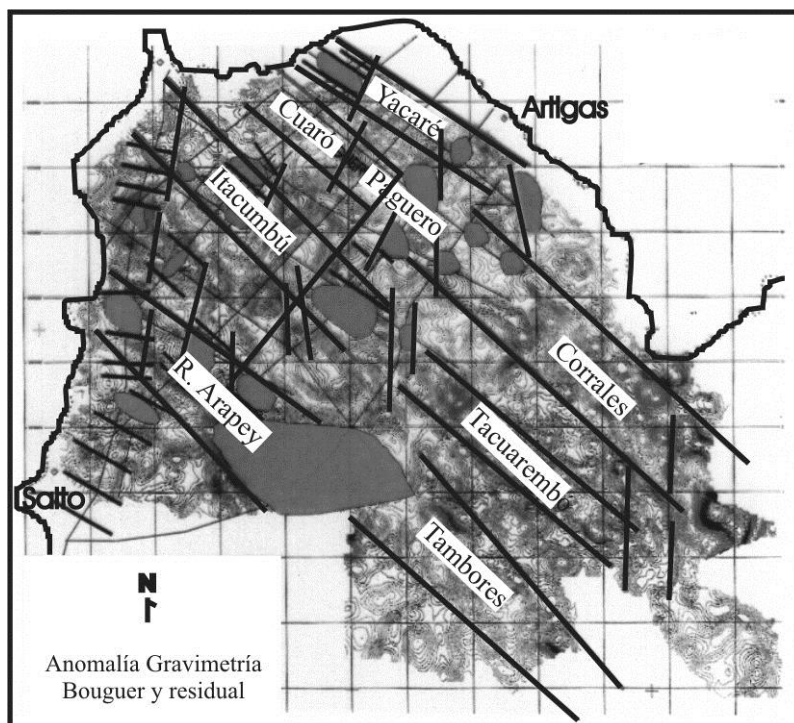 Artigas
Yacaré
Cuaró
Paguero
Itacumbú
Corrales
R. Arapey
Tacuarembó
Salto
Tambores
N
Anomalía Gravimetría
Bouguer y residual